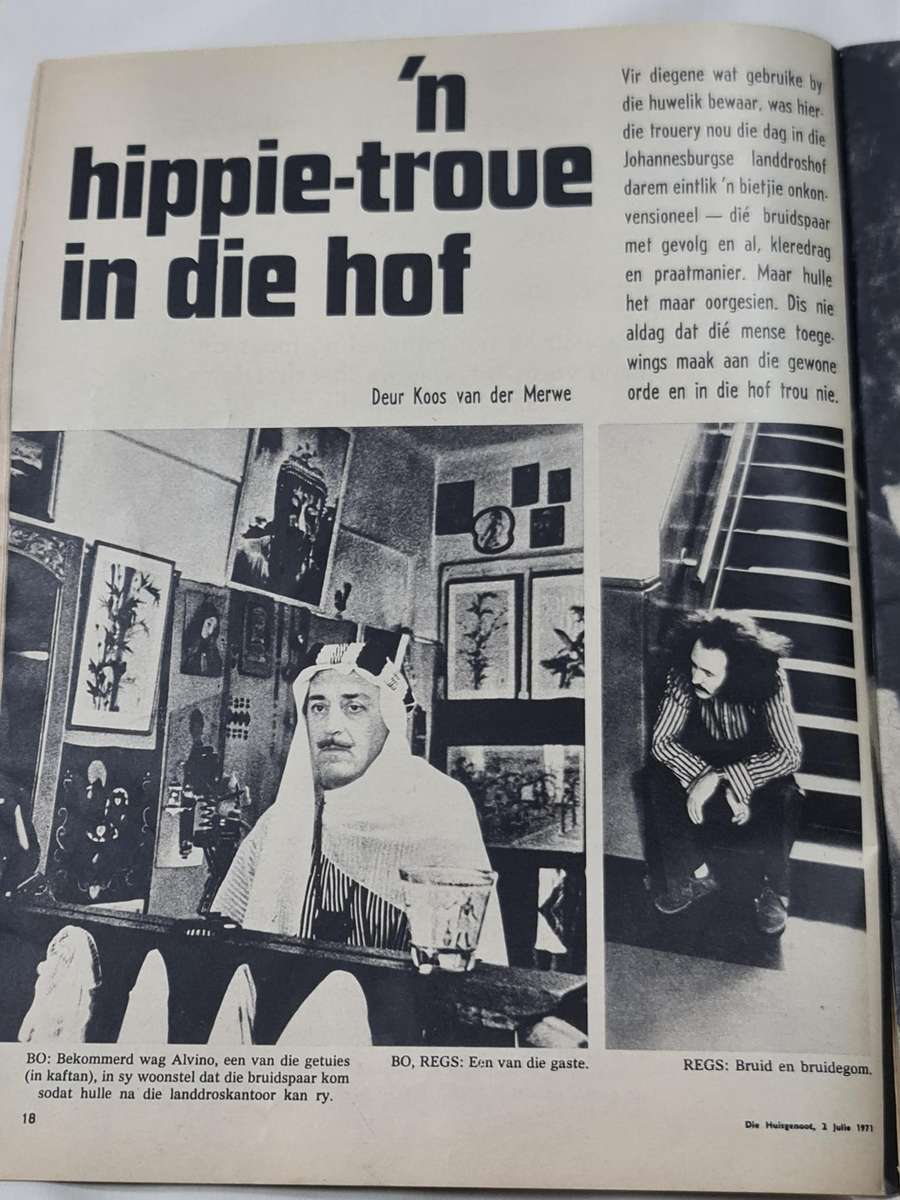 'n
hippie-troue
in die hof
Deur Koos van der Merwe
Vir diegene wat gebruike by
die huwelik bewaar, was hier-
die trouery nou die dag in die
Johannesburgse landdroshof
darem eintlik 'n bietjie onkon-
vensioneel — dié bruidspaar
met gevolg en al, kleredrag
en praatmanier. Maar hulle
het maar oorgesien. Dis nie
aldag dat dié mense toege-
wings maak aan die gewone
orde en in die hof trou nie.
BO: Bekommerd wag Alvino, een van die getuies
(in kaftan), in sy woonstel dat die bruidspaar kom
sodat hulle na die landdroskantoor kan ry.
BO, REGS: Een van die gaste.
REGS: Bruid en bruidegom.
18
Die Huisgenoot, 2 Julie 1971